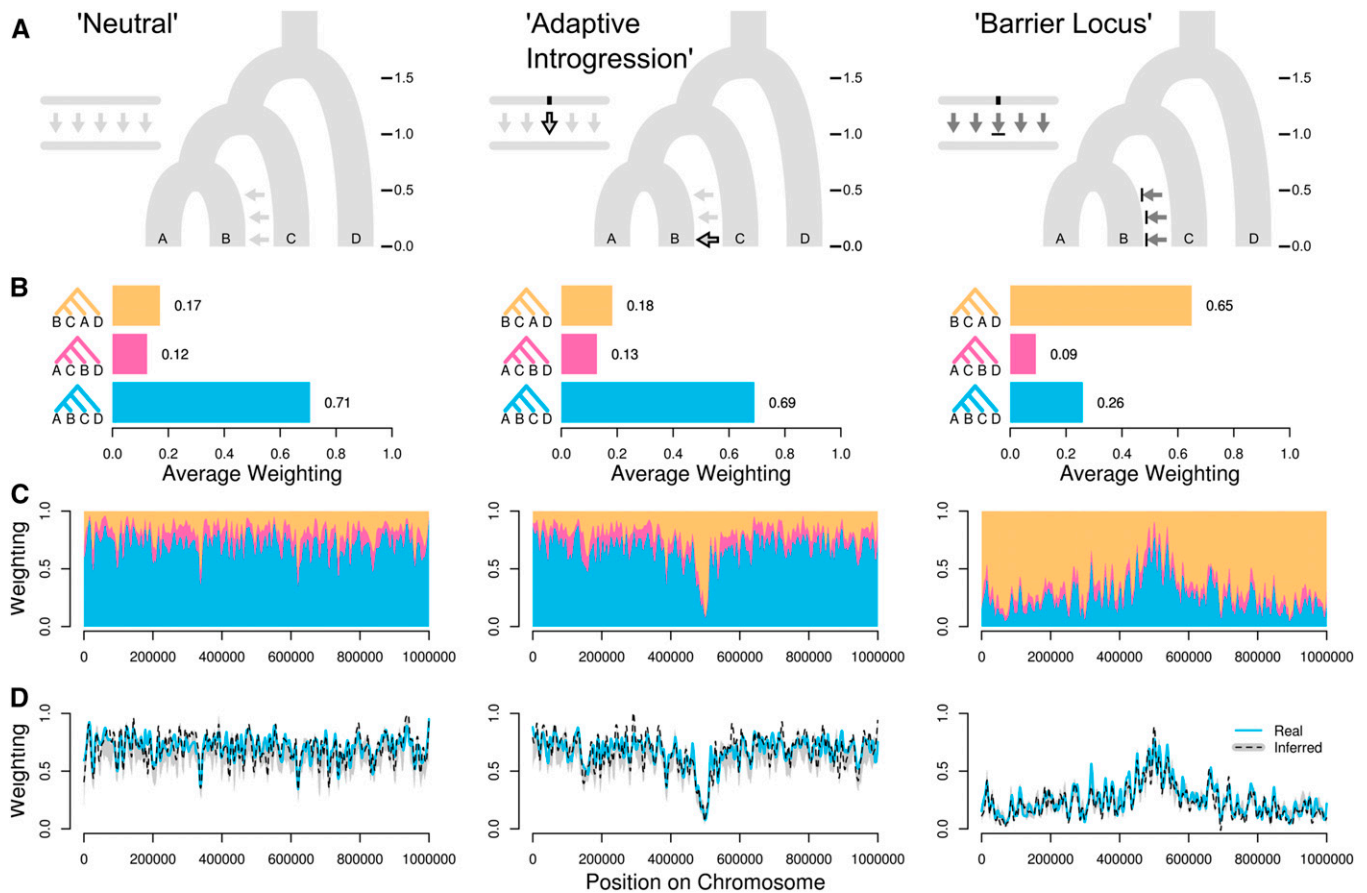 A
'Neutral'
1.5
1.0
0.5
0.0
A B C D
'Adaptive
Introgression'
1.5
1.0
0.5
0.0
A B C D
'Barrier Locus'
1.5
1.0
0.5
0.0
A B C D
B
B C A D
0.17
A C B D
0.12
A B C D
0.71
0.0 0.2 0.4 0.6 0.8 1.0
Average Weighting
B C A D
0.18
A C B D
0.13
A B C D
0.69
0.0 0.2 0.4 0.6 0.8 1.0
Average Weighting
B C A D
0.65
A C B D
0.09
A B C D
0.26
0.0 0.2 0.4 0.6 0.8 1.0
Average Weighting
C
Weighting
1.0
0.5
0.0
0 200000 400000 600000 800000 1000000
1.0
0.5
0.0
0 200000 400000 600000 800000 1000000
1.0
0.5
0.0
0 200000 400000 600000 800000 1000000
D
Weighting
1.0
0.5
0.0
0 200000 400000 600000 800000 1000000
1.0
0.5
0.0
0 200000 400000 600000 800000 1000000
1.0
0.5
0.0
Real
Inferred
0 200000 400000 600000 800000 1000000
Position on Chromosome